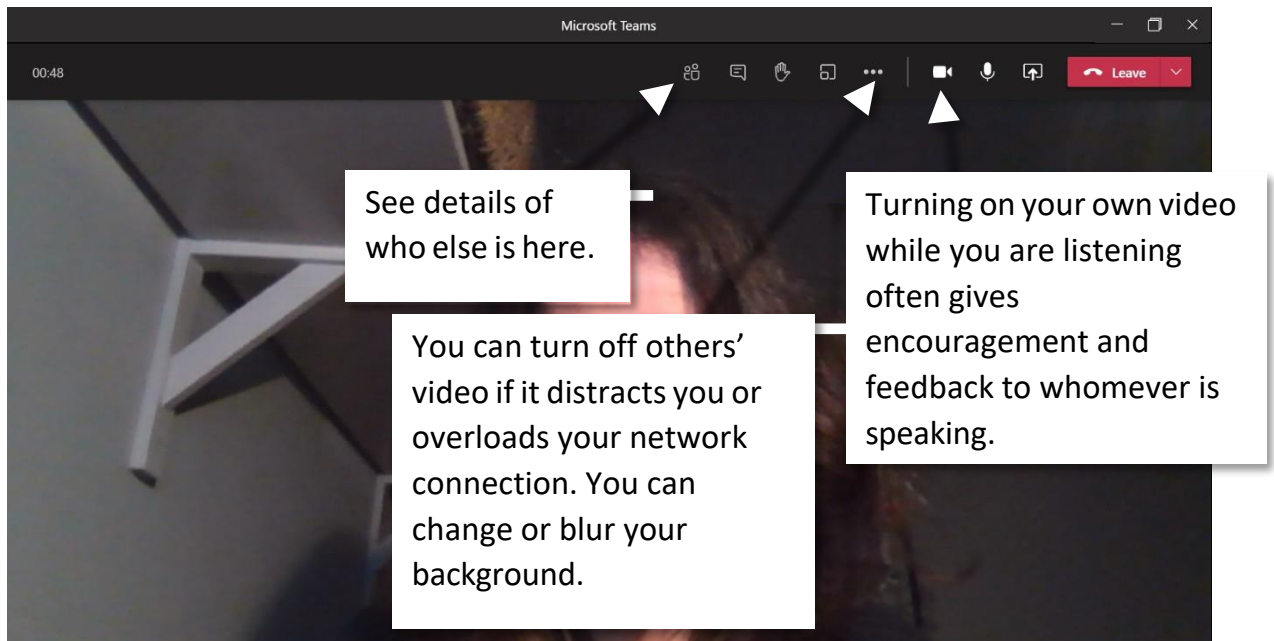 Microsoft Teams
00:48
Leave
See details of
who else is here.
You can turn off others’
video if it distracts you or
overloads your network
connection. You can
change or blur your
background.
Turning on your own video
while you are listening
often gives
encouragement and
feedback to whomever is
speaking.